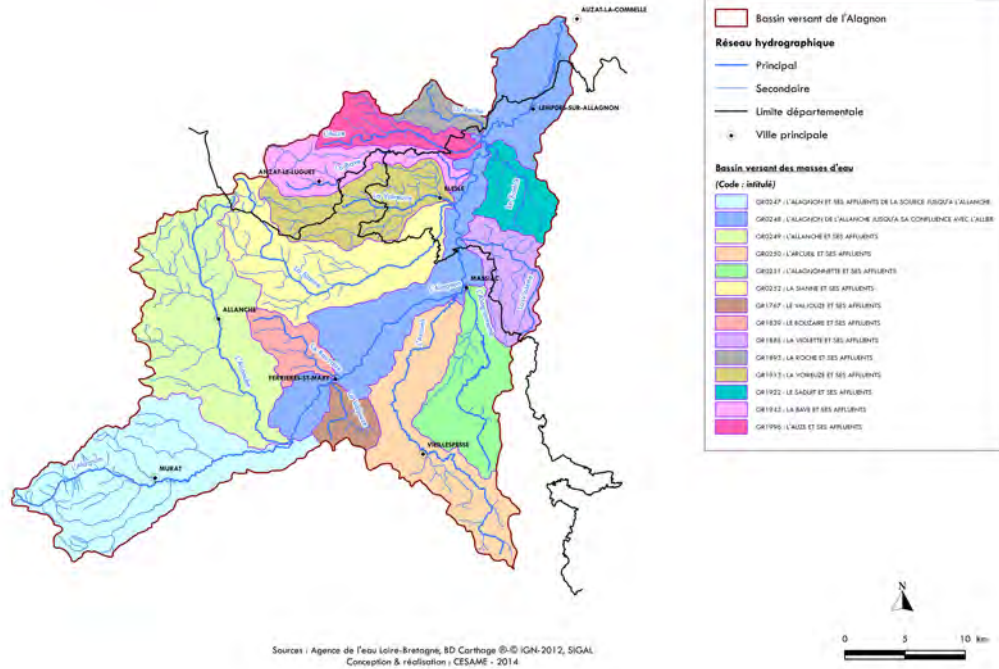 AUZAT-LA-COMBELLE
LEMPDES-SUR-ALLAGNON
L'Auze
ANZAT-LE-LUGUET
BLESLE
MASSIAC
ALLANCHE
FERRIERES-ST-MARY
VIEILLESPESSE
MURAT
Bassin versant de l'Alagnon
Réseau hydrographique
Principal
Secondaire
Limite départementale
Ville principale
Bassin versant des masses d'eau
(Code : intitulé)
GR0247 : L'ALAGNON ET SES AFFLUENTS DE LA SOURCE JUSQU'A L'ALLANCHE
GR0248 : L'ALAGNON DE L'ALLANCHE JUSQU'A SA CONFLUENCE AVEC L'ALLIER
GR0249 : L'ALLANCHE ET SES AFFLUENTS
GR0250 : L'ARCUEIL ET SES AFFLUENTS
GR0251 : L'ALAGNONNETTE ET SES AFFLUENTS
GR0252 : LA SIANNE ET SES AFFLUENTS
GR1767 : LE VALJOUZE ET SES AFFLUENTS
GR1839 : LE BOUZAIRE ET SES AFFLUENTS
GR1885 : LA VIOLETTE ET SES AFFLUENTS
GR1893 : LA ROCHE ET SES AFFLUENTS
GR1913 : LA VOIREUZE ET SES AFFLUENTS
GR1922 : LE SADUIT ET SES AFFLUENTS
GR1942 : LA BAVE ET SES AFFLUENTS
GR1996 : L'AUZE ET SES AFFLUENTS
N
0 5 10 km
Sources : Agence de l'eau Loire-Bretagne, BD Carthage ®-© IGN-2012, SIGAL
Conception & réalisation : CESAME - 2014